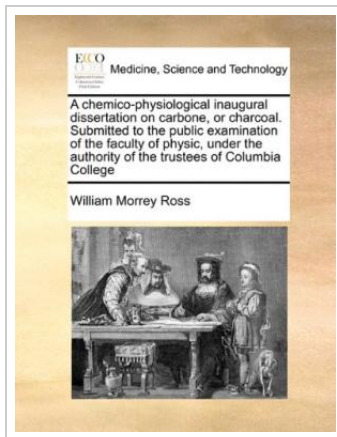 ECCO
Medicine, Science and Technology
A chemico-physiological inaugural
dissertation on carbone, or charcoal.
Submitted to the public examination
of the faculty of physic, under the
authority of the trustees of Columbia
College
William Morrey Ross